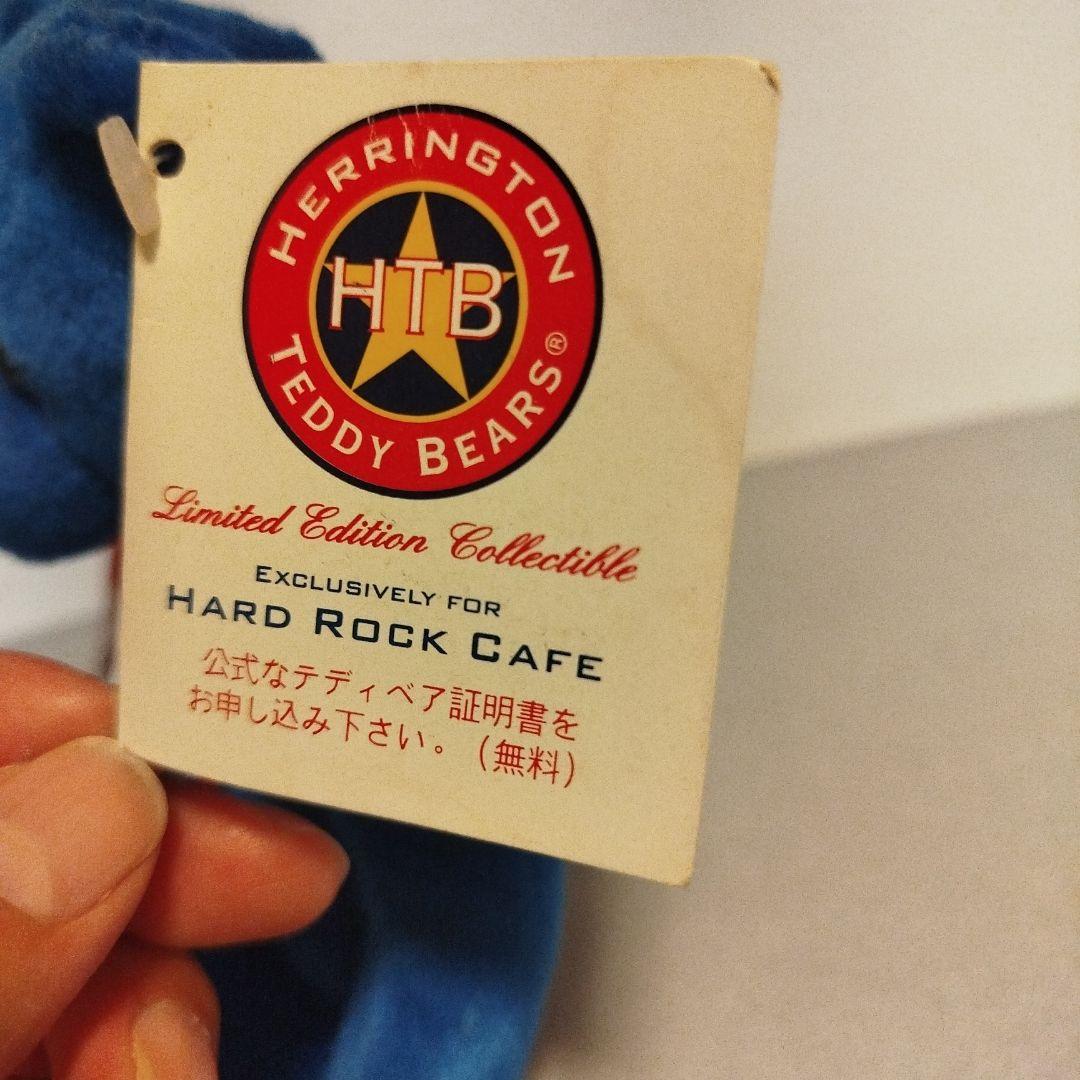 HERRINGTON
HTB
TEDDY BEARS®
Limited Edition Collectible
EXCLUSIVELY FOR
HARD ROCK CAFE
公式なテディベア証明書を
お申し込み下さい。(無料)